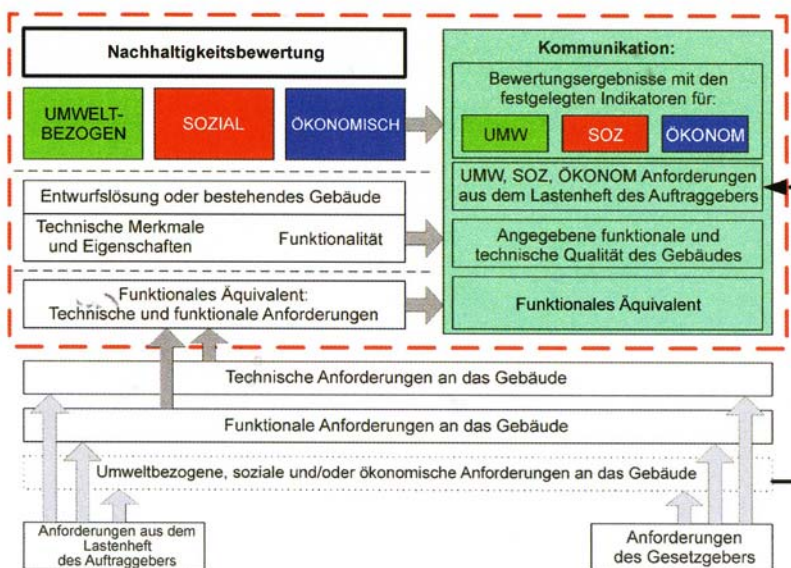 Nachhaltigkeitsbewertung
UMWELT-
BEZOGEN
SOZIAL
ÖKONOMISCH
Entwurfslösung oder bestehendes Gebäude
Technische Merkmale
und Eigenschaften
Funktionalität
Funktionales Äquivalent:
Technische und funktionale Anforderungen
Kommunikation:
Bewertungsergebnisse mit den
festgelegten Indikatoren für:
UMW
SOZ
ÖKONOM
UMW, SOZ, ÖKONOM Anforderungen
aus dem Lastenheft des Auftraggebers
Angegebene funktionale und
technische Qualität des Gebäudes
Funktionales Äquivalent
Technische Anforderungen an das Gebäude
Funktionale Anforderungen an das Gebäude
Umweltbezogene, soziale und/oder ökonomische Anforderungen an das Gebäude
Anforderungen aus dem
Lastenheft
des Auftraggebers
Anforderungen
des Gesetzgebers